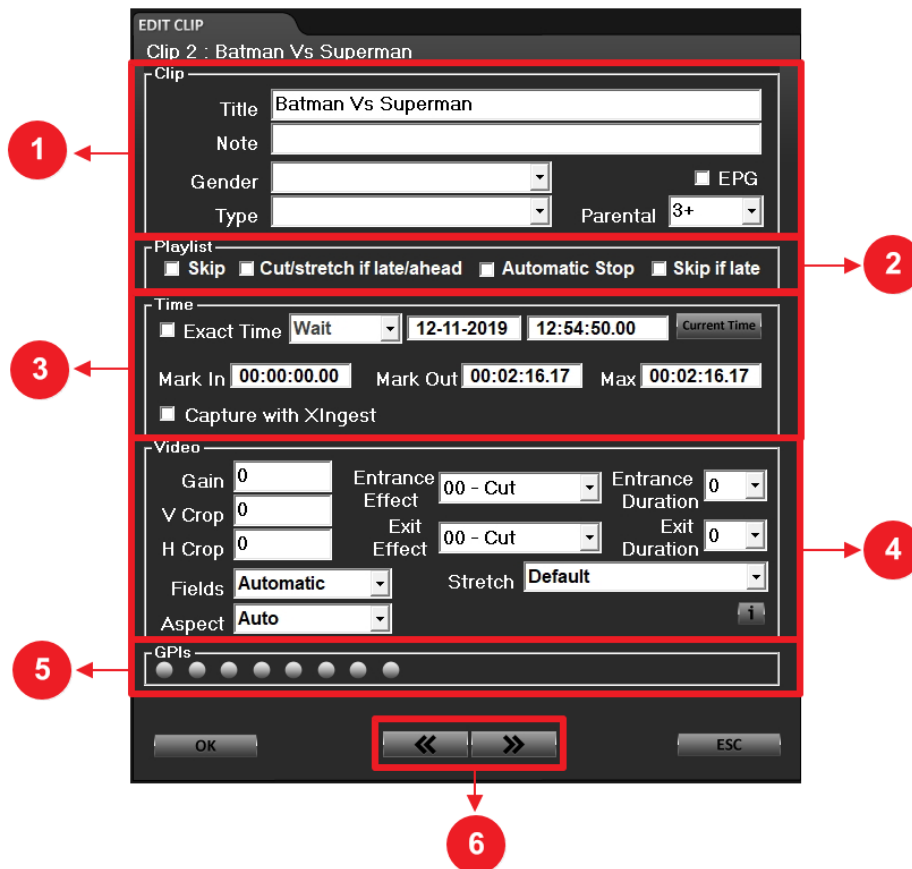 EDIT CLIP
Clip 2 : Batman Vs Superman
Clip
Title Batman Vs Superman
1
Note
Gender EPG
Type Parental 3+
Playlist
Skip Cut/stretch if late/ahead Automatic Stop Skip if late
2
Time
Exact Time Wait 12-11-2019 12:54:50.00 Current Time
3
Mark In 00:00:00.00 Mark Out 00:02:16.17 Max 00:02:16.17
Capture with XIngest
Video
Gain 0 Entrance Effect 00 - Cut Entrance Duration 0
V Crop 0
H Crop 0 Exit Effect 00 - Cut Exit Duration 0
4
Fields Automatic Stretch Default
Aspect Auto i
GPIs
5
OK « » ESC
6